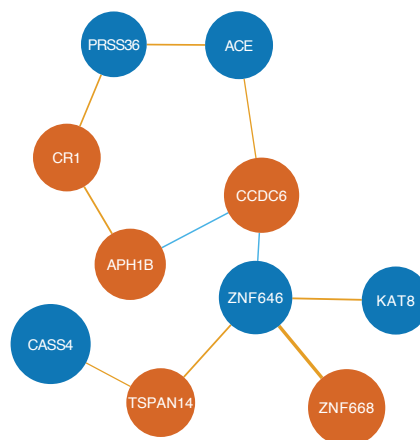 PRSS36
ACE
CR1
CCDC6
APH1B
ZNF646
KAT8
CASS4
TSPAN14
ZNF668